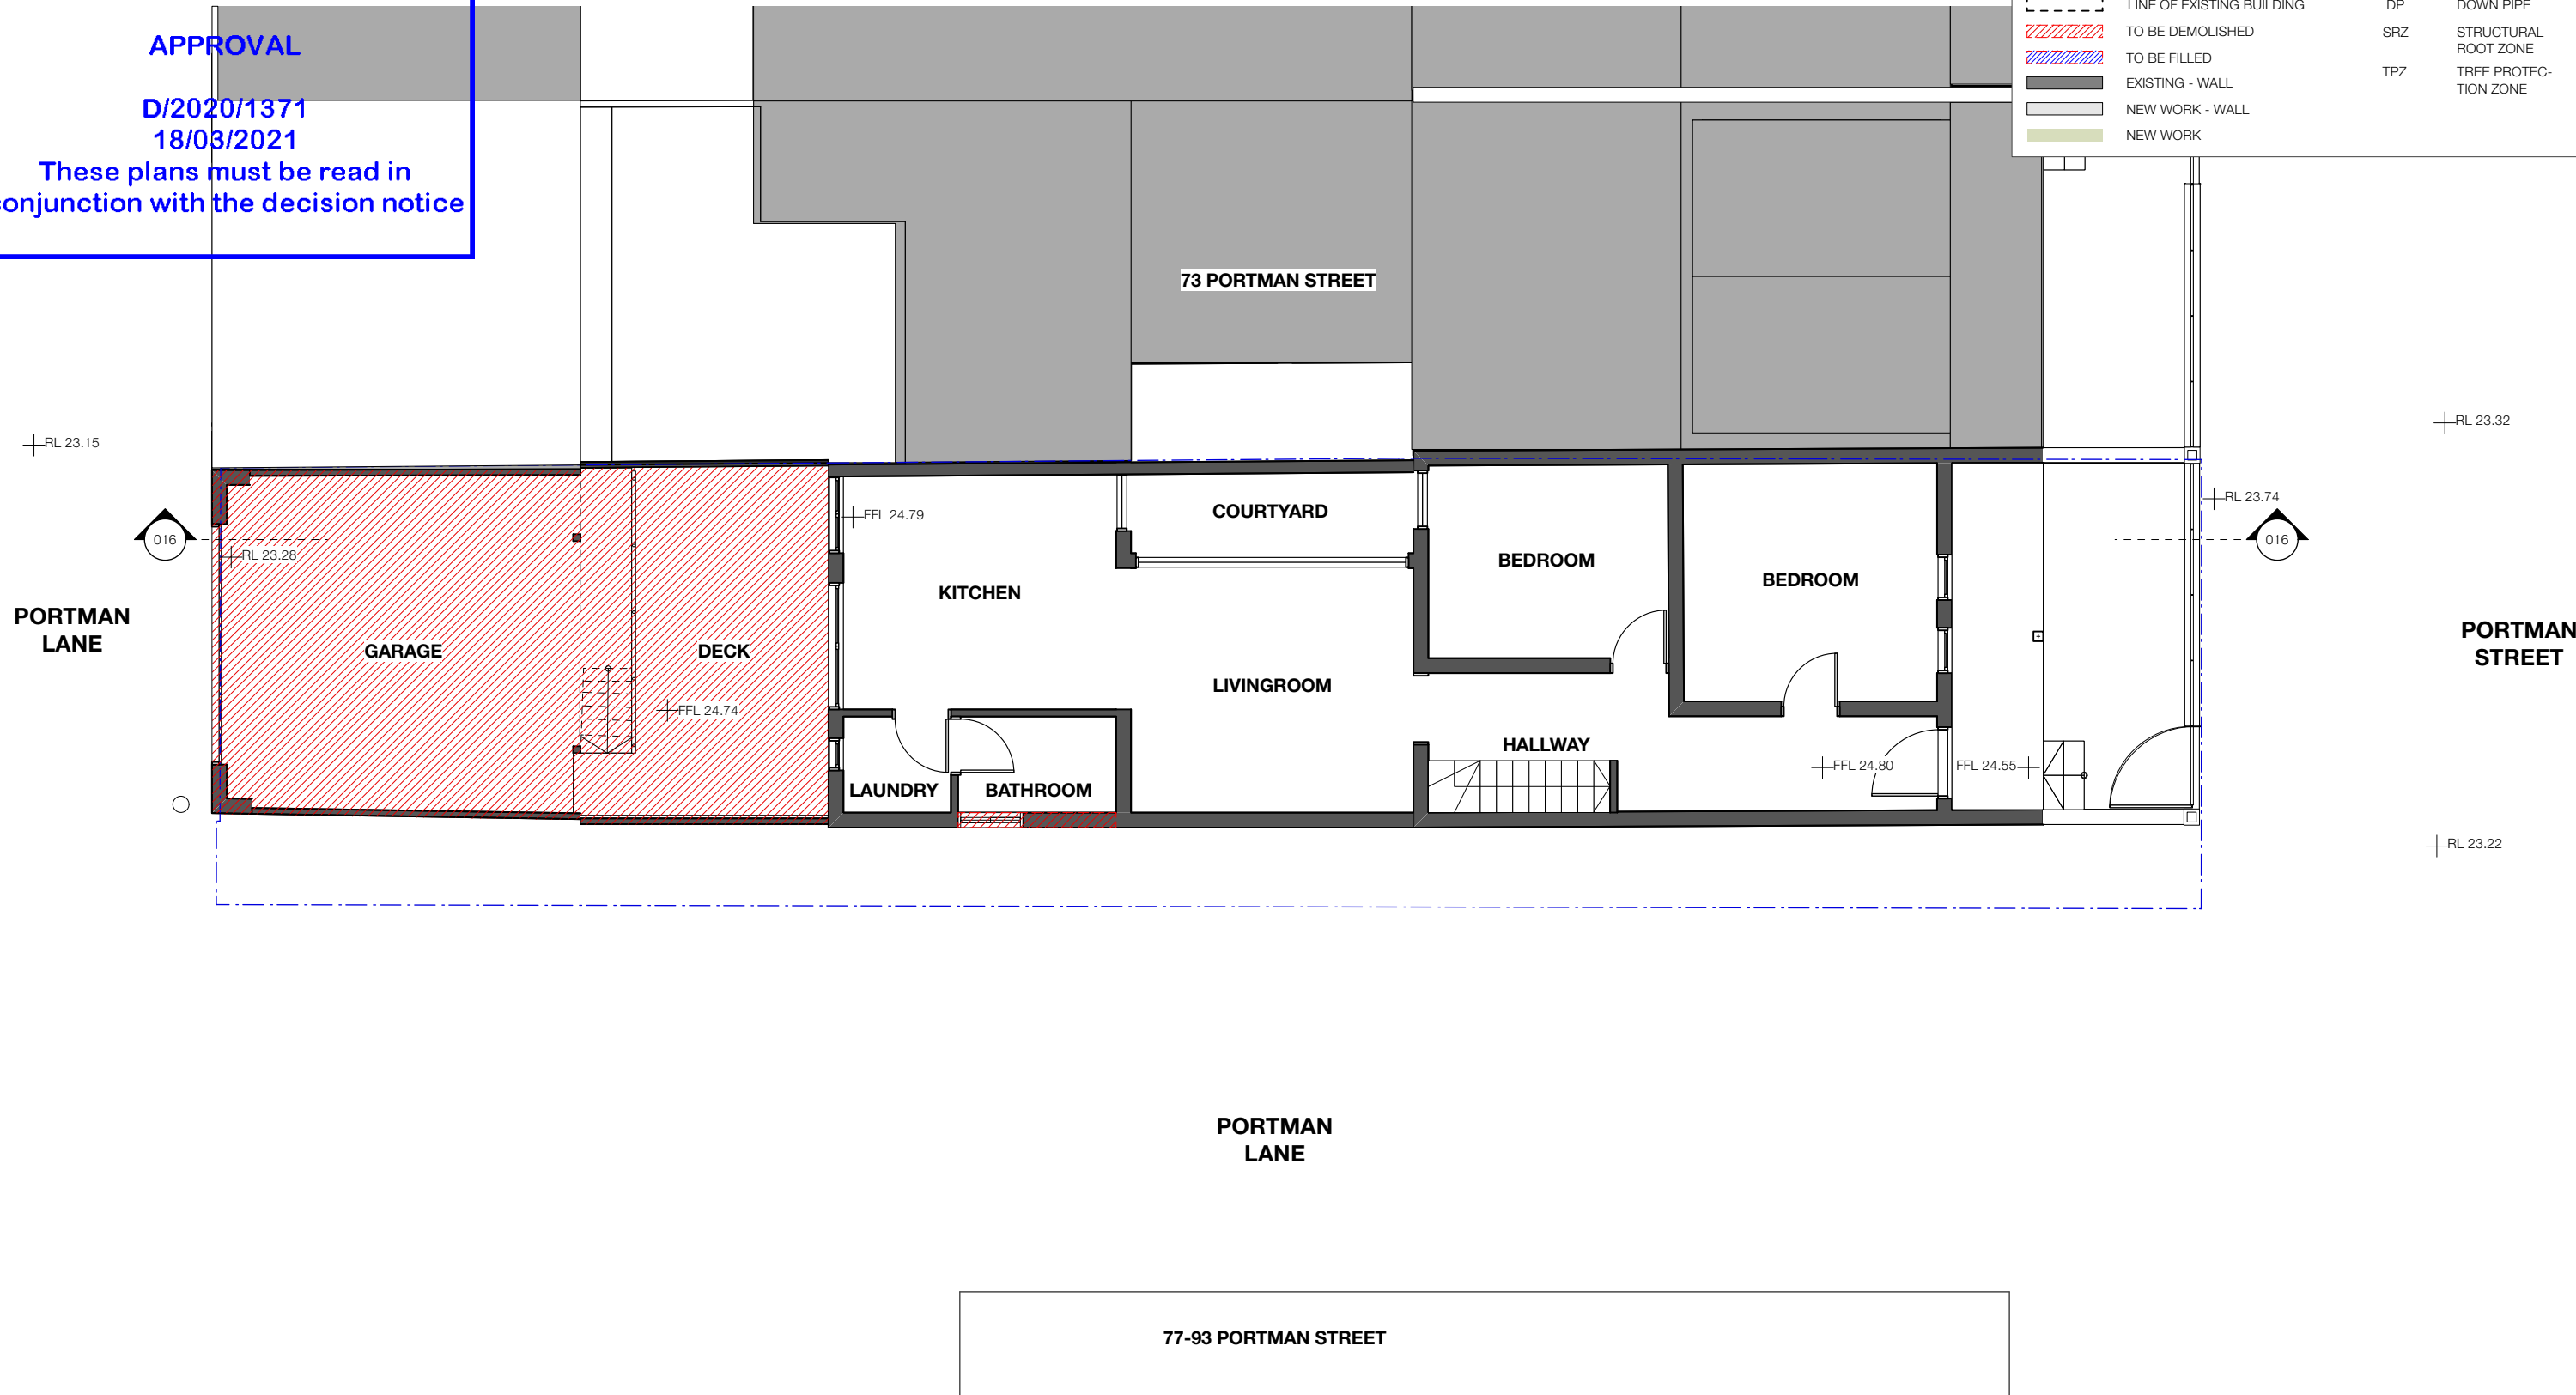 APPROVAL
D/2020/1371
18/03/2021
These plans must be read in
conjunction with the decision notice
LINE OF EXISTING BUILDING
TO BE DEMOLISHED
TO BE FILLED
EXISTING - WALL
NEW WORK - WALL
NEW WORK
DP DOWN PIPE
SRZ STRUCTURAL
ROOT ZONE
TPZ TREE PROTEC-
TION ZONE
73 PORTMAN STREET
RL 23.15
RL 23.32
RL 23.74
016
RL 23.28
FFL 24.79
COURTYARD
BEDROOM
BEDROOM
016
KITCHEN
PORTMAN
LANE
GARAGE
DECK
FFL 24.74
LIVINGROOM
PORTMAN
STREET
HALLWAY
FFL 24.80
FFL 24.55
LAUNDRY
BATHROOM
RL 23.22
PORTMAN
LANE
77-93 PORTMAN STREET